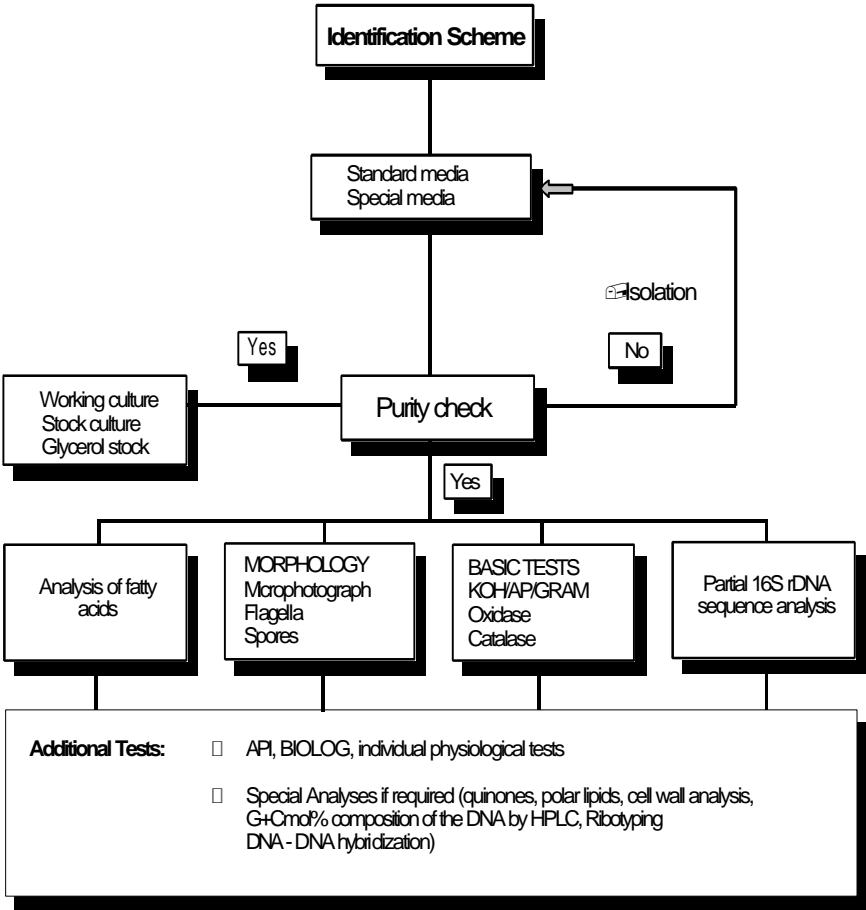 Identification Scheme
Standard media
Special media
Isolation
Yes
No
Working culture
Stock culture
Glycerol stock
Purity check
Yes
Analysis of fatty
acids
MORPHOLOGY
Mcrophotograph
Flagella
Spores
BASIC TESTS
KOH/AP/GRAM
Oxidase
Catalase
Partial 16S rDNA
sequence analysis
Additional Tests: API, BIOLOG, individual physiological tests
Special Analyses if required (quinones, polar lipids, cell wall analysis,
G+Cmol% composition of the DNA by HPLC, Ribotyping
DNA - DNA hybridization)